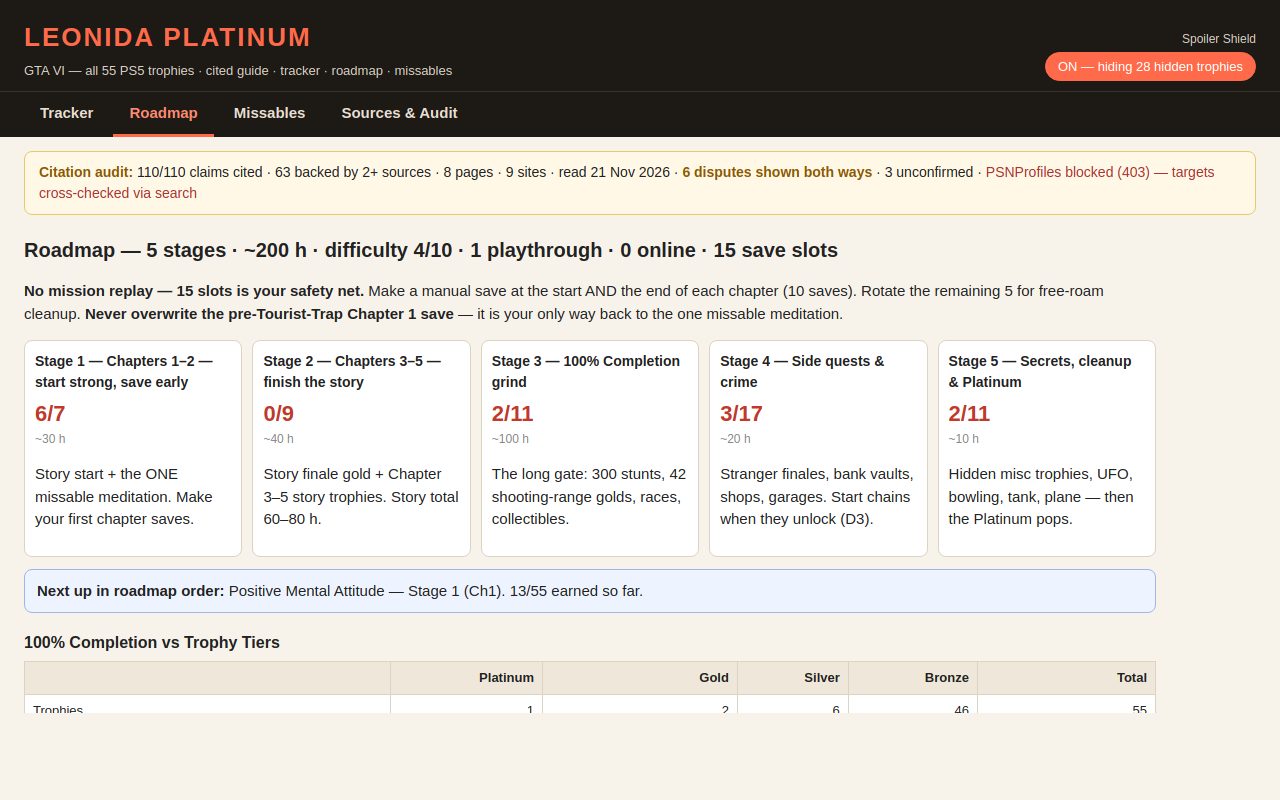 LEONIDA PLATINUM
GTA VI — all 55 PS5 trophies · cited guide · tracker · roadmap · missables
Spoiler Shield
ON — hiding 28 hidden trophies
Tracker Roadmap Missables Sources & Audit
Citation audit: 110/110 claims cited · 63 backed by 2+ sources · 8 pages · 9 sites · read 21 Nov 2026 · 6 disputes shown both ways · 3 unconfirmed · PSNProfiles blocked (403) — targets
cross-checked via search
Roadmap — 5 stages · ~200 h · difficulty 4/10 · 1 playthrough · 0 online · 15 save slots
No mission replay — 15 slots is your safety net. Make a manual save at the start AND the end of each chapter (10 saves). Rotate the remaining 5 for free-roam
cleanup. Never overwrite the pre-Tourist-Trap Chapter 1 save — it is your only way back to the one missable meditation.
Stage 1 — Chapters 1–2 —
start strong, save early
6/7
~30 h
Story start + the ONE
missable meditation. Make
your first chapter saves.
Stage 2 — Chapters 3–5 —
finish the story
0/9
~40 h
Story finale gold + Chapter
3–5 story trophies. Story total
60–80 h.
Stage 3 — 100% Completion
grind
2/11
~100 h
The long gate: 300 stunts, 42
shooting-range golds, races,
collectibles.
Stage 4 — Side quests &
crime
3/17
~20 h
Stranger finales, bank vaults,
shops, garages. Start chains
when they unlock (D3).
Stage 5 — Secrets, cleanup
& Platinum
2/11
~10 h
Hidden misc trophies, UFO,
bowling, tank, plane — then
the Platinum pops.
Next up in roadmap order: Positive Mental Attitude — Stage 1 (Ch1). 13/55 earned so far.
100% Completion vs Trophy Tiers
Platinum Gold Silver Bronze Total
Trophies 1 2 6 46 55